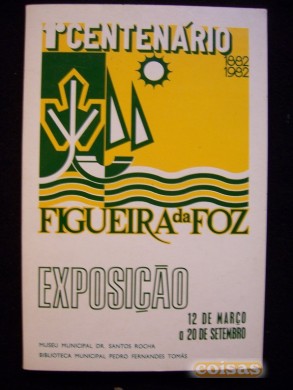 1º CENTENÁRIO
1882
1982
FIGUEIRA da FOZ
EXPOSIÇÃO
12 DE MARÇO
a 20 DE SETEMBRO
MUSEU MUNICIPAL DR. SANTOS ROCHA
BIBLIOTECA MUNICIPAL PEDRO FERNANDES TOMÁS
coisas